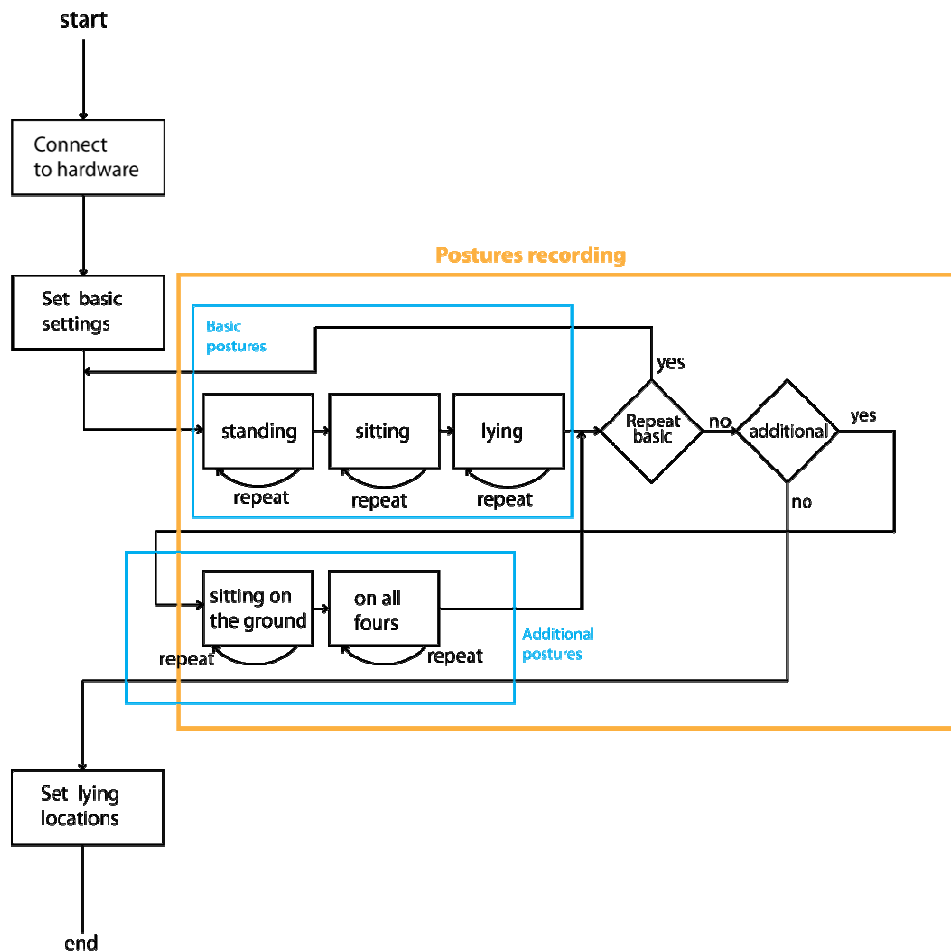 start
Connect
to hardware
Postures recording
Set basic
settings
Basic
postures
yes
standing
sitting
lying
Repeat
basic
no
additional
yes
repeat
repeat
repeat
no
sitting on
the ground
on all
fours
Additional
postures
repeat
repeat
Set lying
locations
end